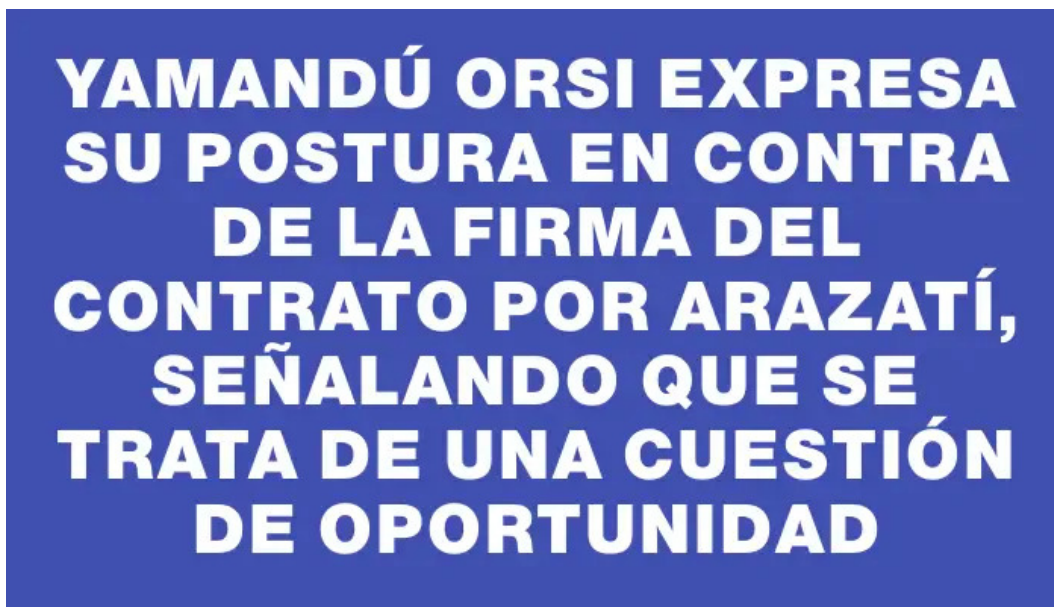 YAMANDÚ ORSI EXPRESA
SU POSTURA EN CONTRA
DE LA FIRMA DEL
CONTRATO POR ARAZATÍ,
SEÑALANDO QUE SE
TRATA DE UNA CUESTIÓN
DE OPORTUNIDAD